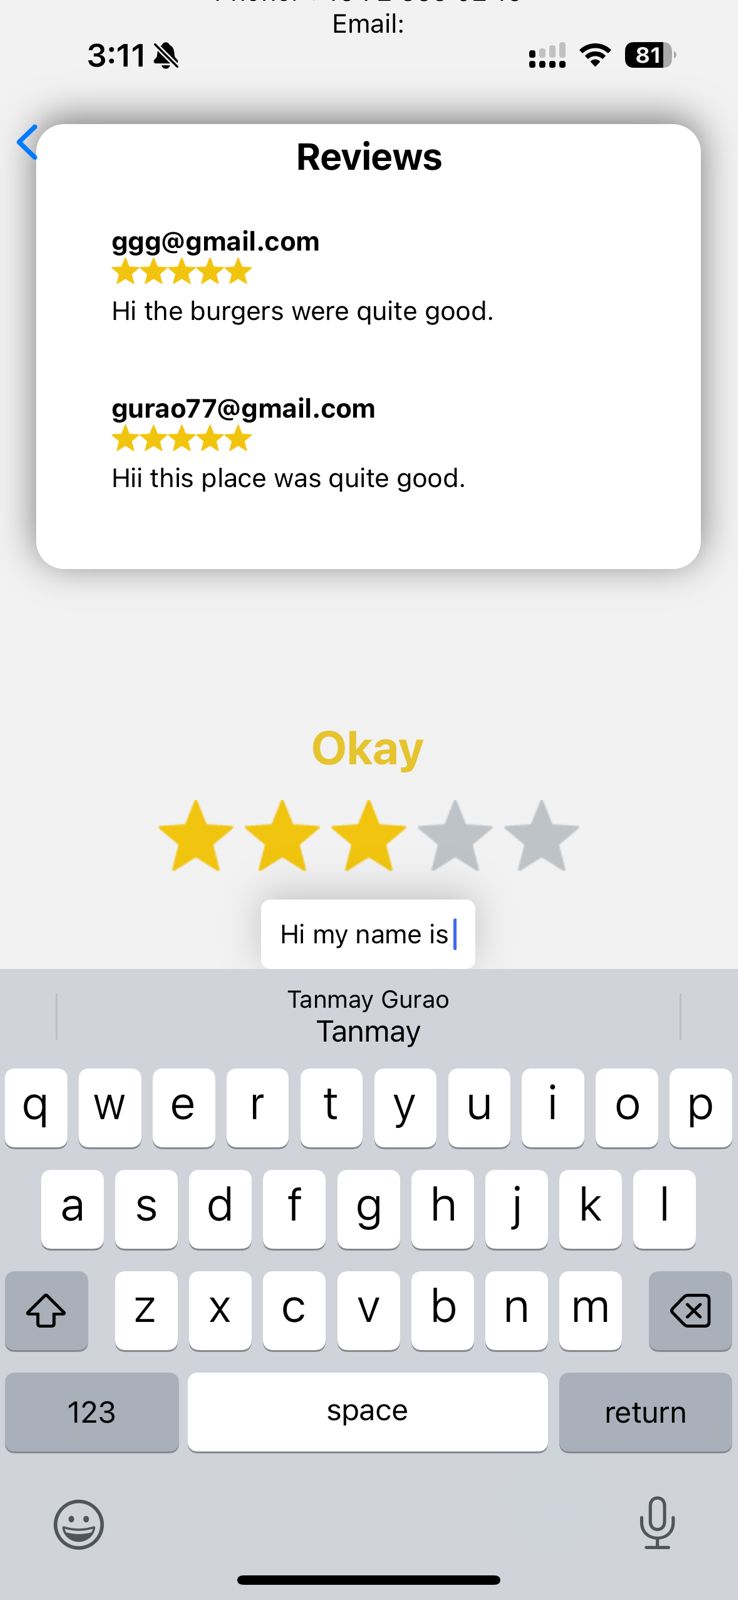 Email:
3:11
81
Reviews
ggg@gmail.com
Hi the burgers were quite good.
gurao77@gmail.com
Hii this place was quite good.
Okay
Hi my name is
Tanmay Gurao
Tanmay
q w e r t y u i o p
a s d f g h j k l
z x c v b n m
123 space return